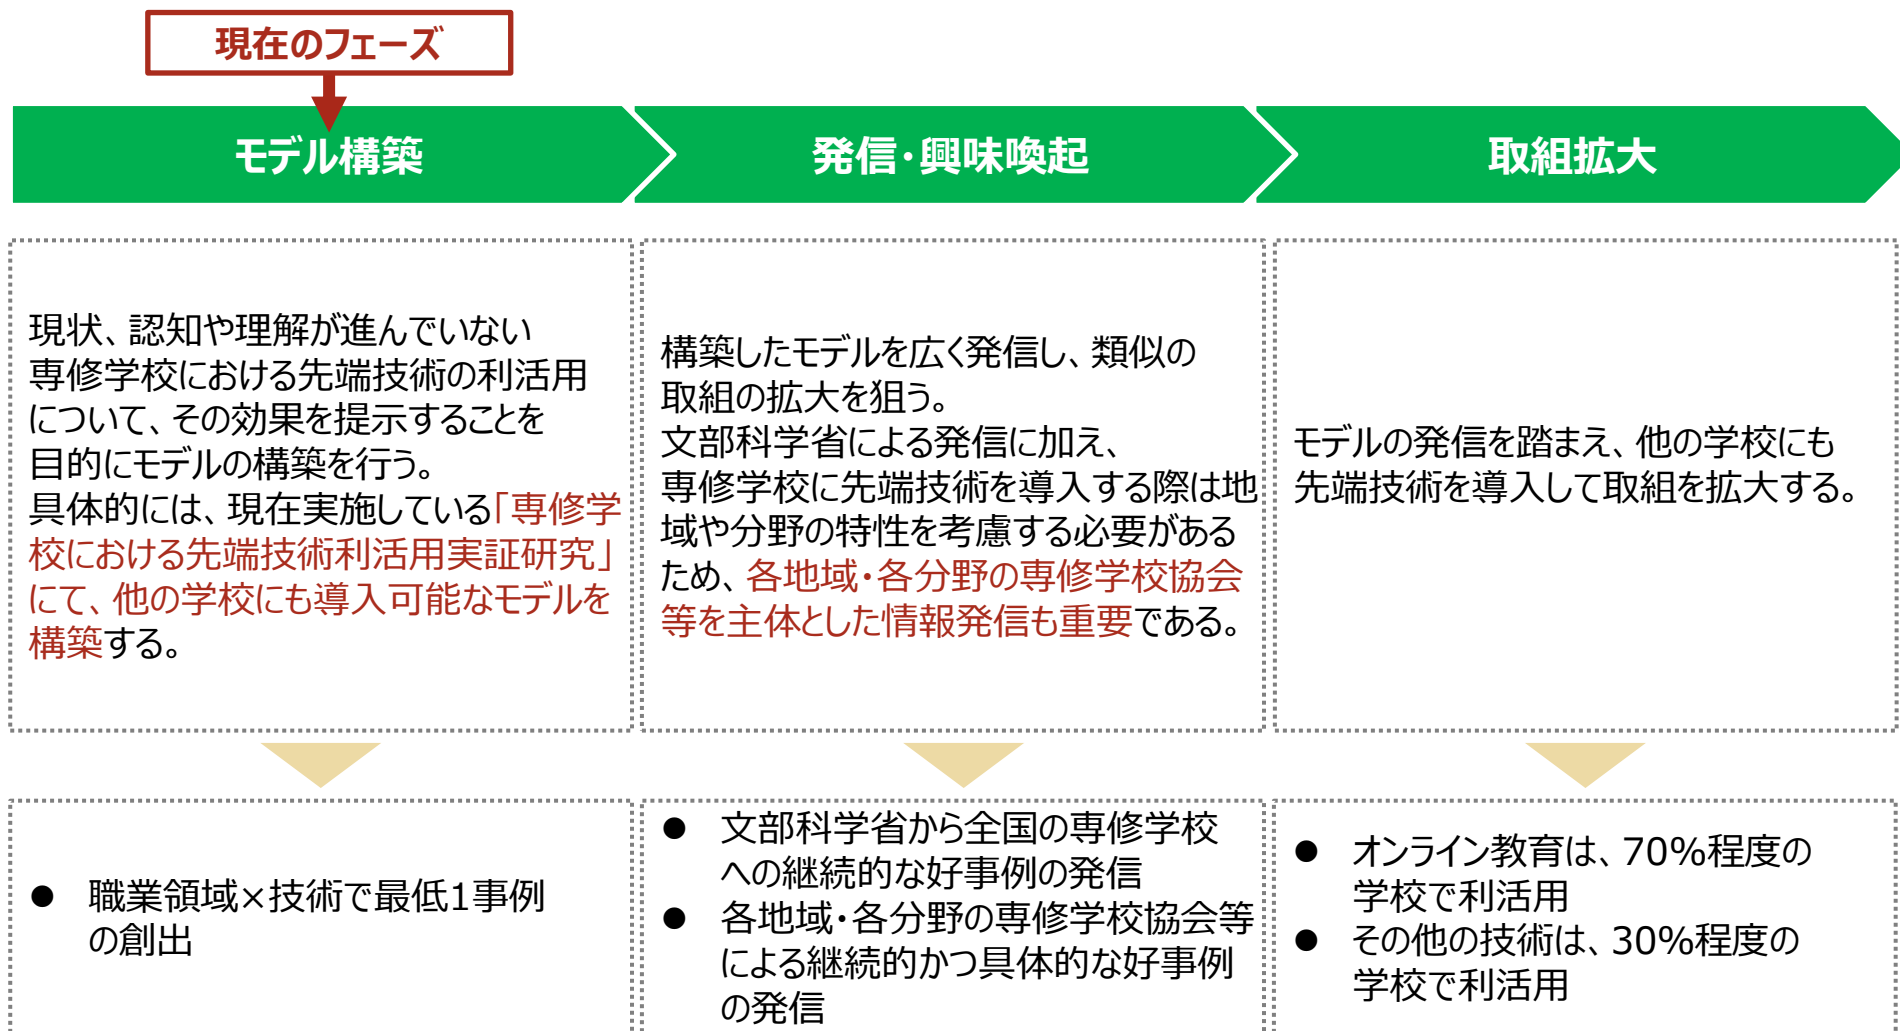 現在のフェーズ
モデル構築
発信・興味喚起
取組拡大
現状、認知や理解が進んでいない
専修学校における先端技術の利活用
について、その効果を提示することを
目的にモデルの構築を行う。
具体的には、現在実施している「専修学
校における先端技術利活用実証研究」
にて、他の学校にも導入可能なモデルを
構築する。
構築したモデルを広く発信し、類似の
取組の拡大を狙う。
文部科学省による発信に加え、
専修学校に先端技術を導入する際は地
域や分野の特性を考慮する必要がある
ため、各地域・各分野の専修学校協会
等を主体とした情報発信も重要である。
モデルの発信を踏まえ、他の学校にも
先端技術を導入して取組を拡大する。
● 職業領域×技術で最低1事例
の創出
● 文部科学省から全国の専修学校
への継続的な好事例の発信
● 各地域・各分野の専修学校協会等
による継続的かつ具体的な好事例
の発信
● オンライン教育は、70%程度の
学校で利活用
● その他の技術は、30%程度の
学校で利活用